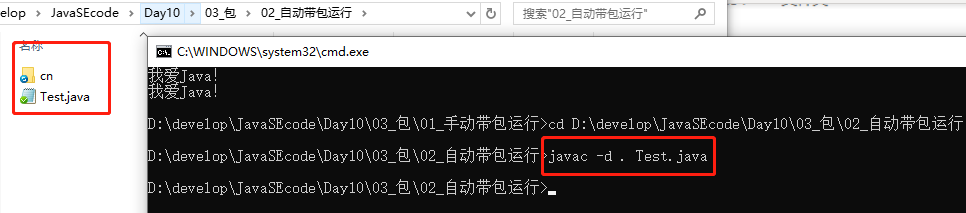 elop › JavaSEcode › Day10 › 03_包 › 02_自动带包运行 ›
搜索"02_自动带包运行"
名称
cn
Test.java
C:\WINDOWS\system32\cmd.exe
我爱Java!
我爱Java!
D:\develop\JavaSEcode\Day10\03_包\01_手动带包运行>cd D:\develop\JavaSEcode\Day10\03_包\02_自动带包运行
D:\develop\JavaSEcode\Day10\03_包\02_自动带包运行>javac -d . Test.java
D:\develop\JavaSEcode\Day10\03_包\02_自动带包运行>